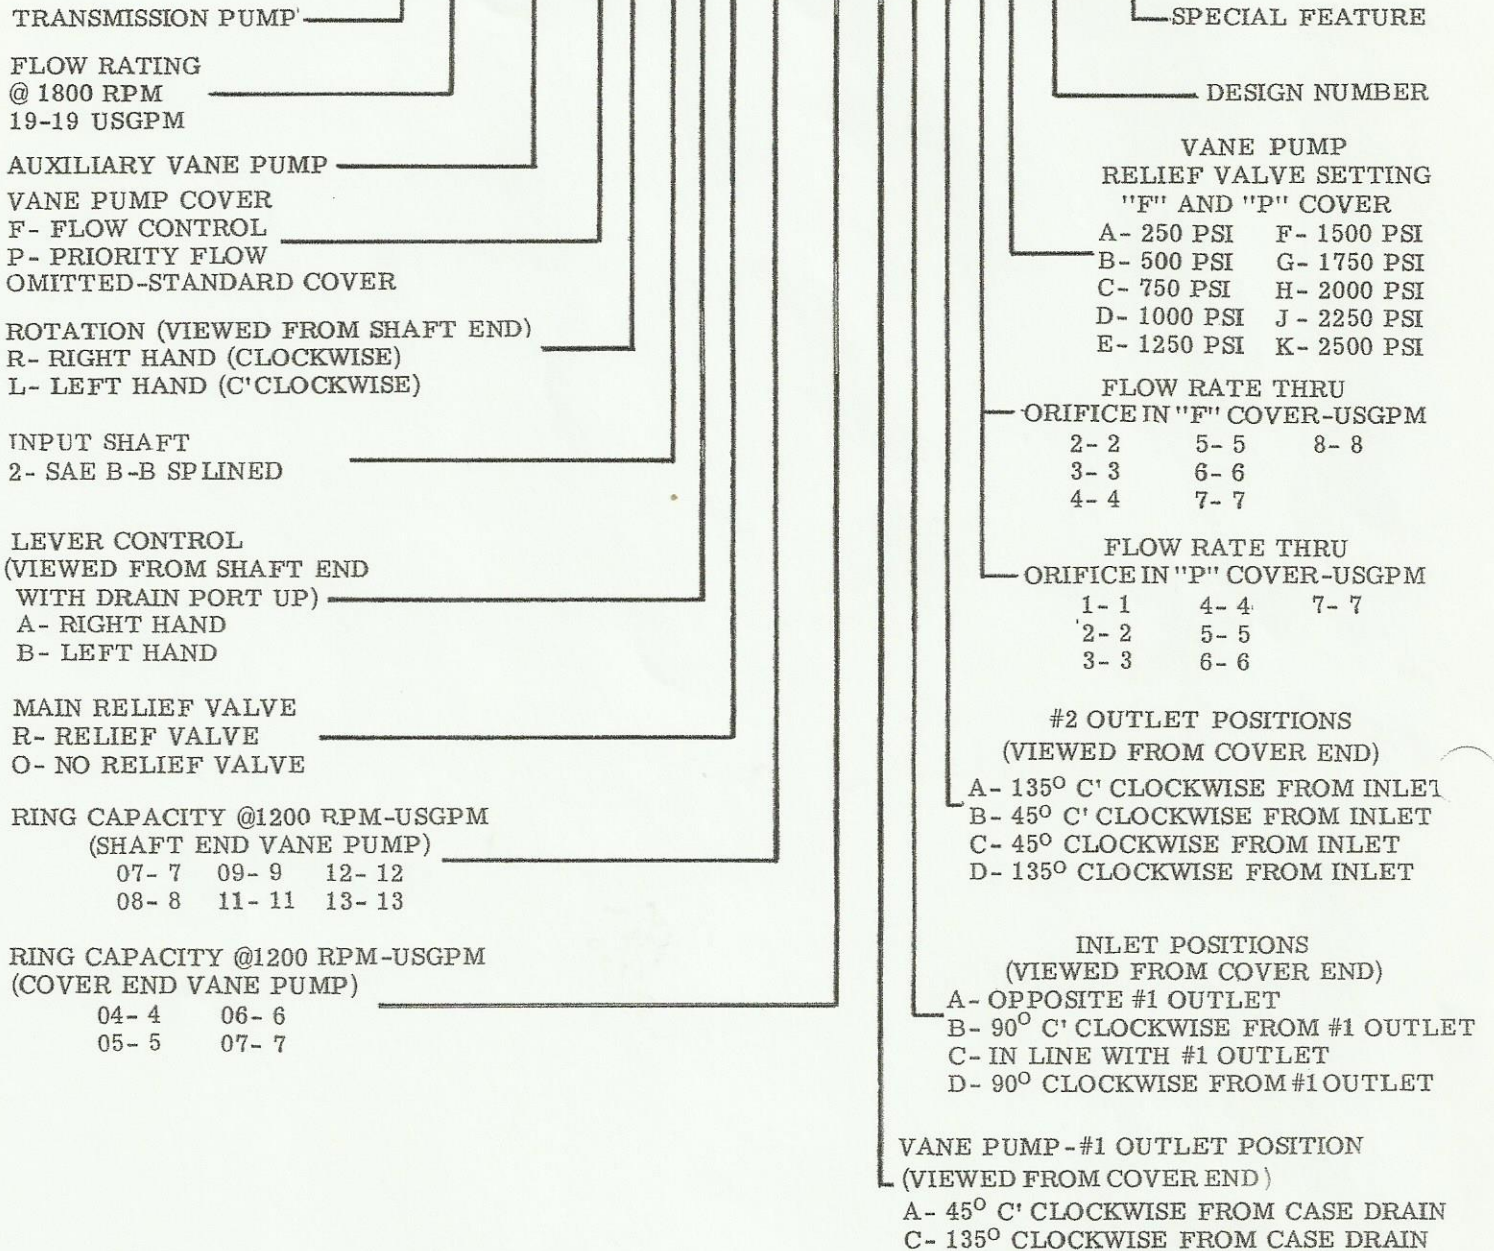 TRANSMISSION PUMP
FLOW RATING
@ 1800 RPM
19-19 USGPM
AUXILIARY VANE PUMP
VANE PUMP COVER
F- FLOW CONTROL
P- PRIORITY FLOW
OMITTED-STANDARD COVER
ROTATION (VIEWED FROM SHAFT END)
R- RIGHT HAND (CLOCKWISE)
L- LEFT HAND (C'CLOCKWISE)
INPUT SHAFT
2- SAE B-B SPLINED
LEVER CONTROL
(VIEWED FROM SHAFT END
WITH DRAIN PORT UP)
A- RIGHT HAND
B- LEFT HAND
MAIN RELIEF VALVE
R- RELIEF VALVE
O- NO RELIEF VALVE
RING CAPACITY @1200 RPM-USGPM
(SHAFT END VANE PUMP)
07- 7 09- 9 12- 12
08- 8 11- 11 13- 13
RING CAPACITY @1200 RPM-USGPM
(COVER END VANE PUMP)
04- 4 06- 6
05- 5 07- 7
SPECIAL FEATURE
DESIGN NUMBER
VANE PUMP
RELIEF VALVE SETTING
"F" AND "P" COVER
A- 250 PSI F- 1500 PSI
B- 500 PSI G- 1750 PSI
C- 750 PSI H- 2000 PSI
D- 1000 PSI J- 2250 PSI
E- 1250 PSI K- 2500 PSI
FLOW RATE THRU
ORIFICE IN "F" COVER-USGPM
2- 2 5- 5 8- 8
3- 3 6- 6
4- 4 7- 7
FLOW RATE THRU
ORIFICE IN "P" COVER-USGPM
1- 1 4- 4 7- 7
2- 2 5- 5
3- 3 6- 6
#2 OUTLET POSITIONS
(VIEWED FROM COVER END)
A- 135° C' CLOCKWISE FROM INLET
B- 45° C' CLOCKWISE FROM INLET
C- 45° CLOCKWISE FROM INLET
D- 135° CLOCKWISE FROM INLET
INLET POSITIONS
(VIEWED FROM COVER END)
A- OPPOSITE #1 OUTLET
B- 90° C' CLOCKWISE FROM #1 OUTLET
C- IN LINE WITH #1 OUTLET
D- 90° CLOCKWISE FROM #1 OUTLET
VANE PUMP-#1 OUTLET POSITION
(VIEWED FROM COVER END)
A- 45° C' CLOCKWISE FROM CASE DRAIN
C- 135° CLOCKWISE FROM CASE DRAIN